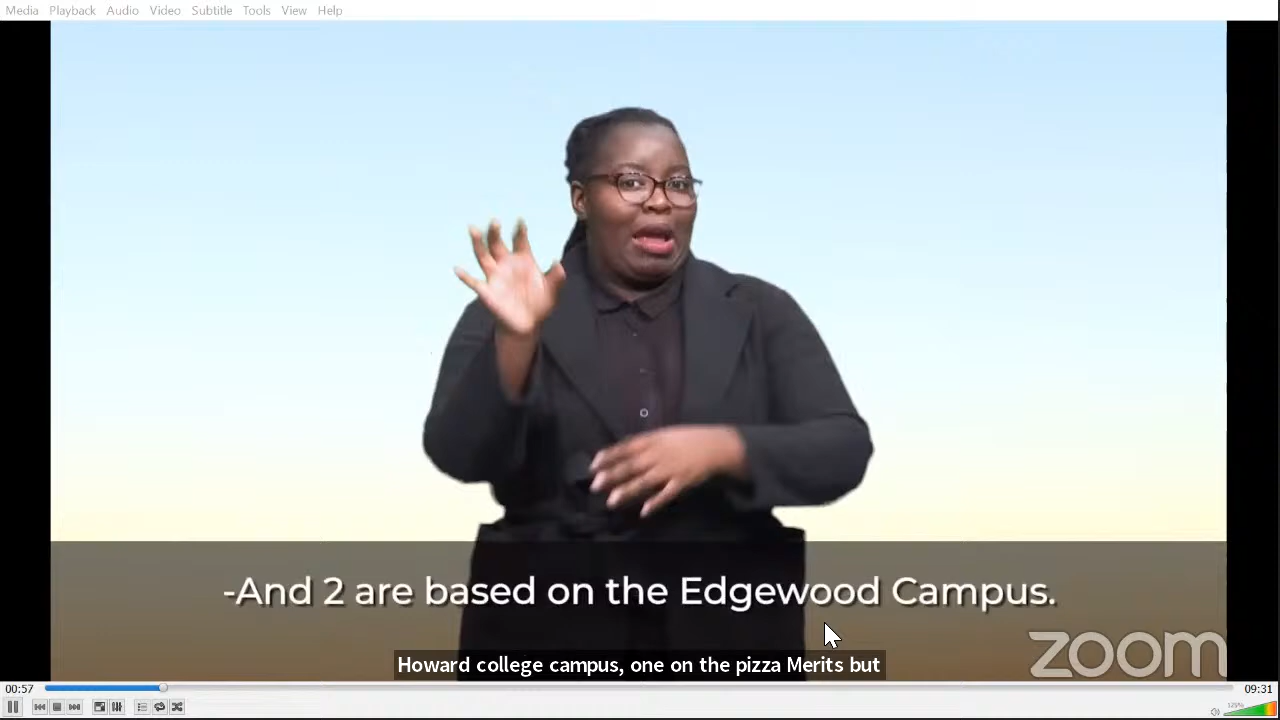 Media Playback Audio Video Subtitle Tools View Help
-And 2 are based on the Edgewood Campus.
Howard college campus, one on the pizza Merits but
zoom
00:57
09:31
125%